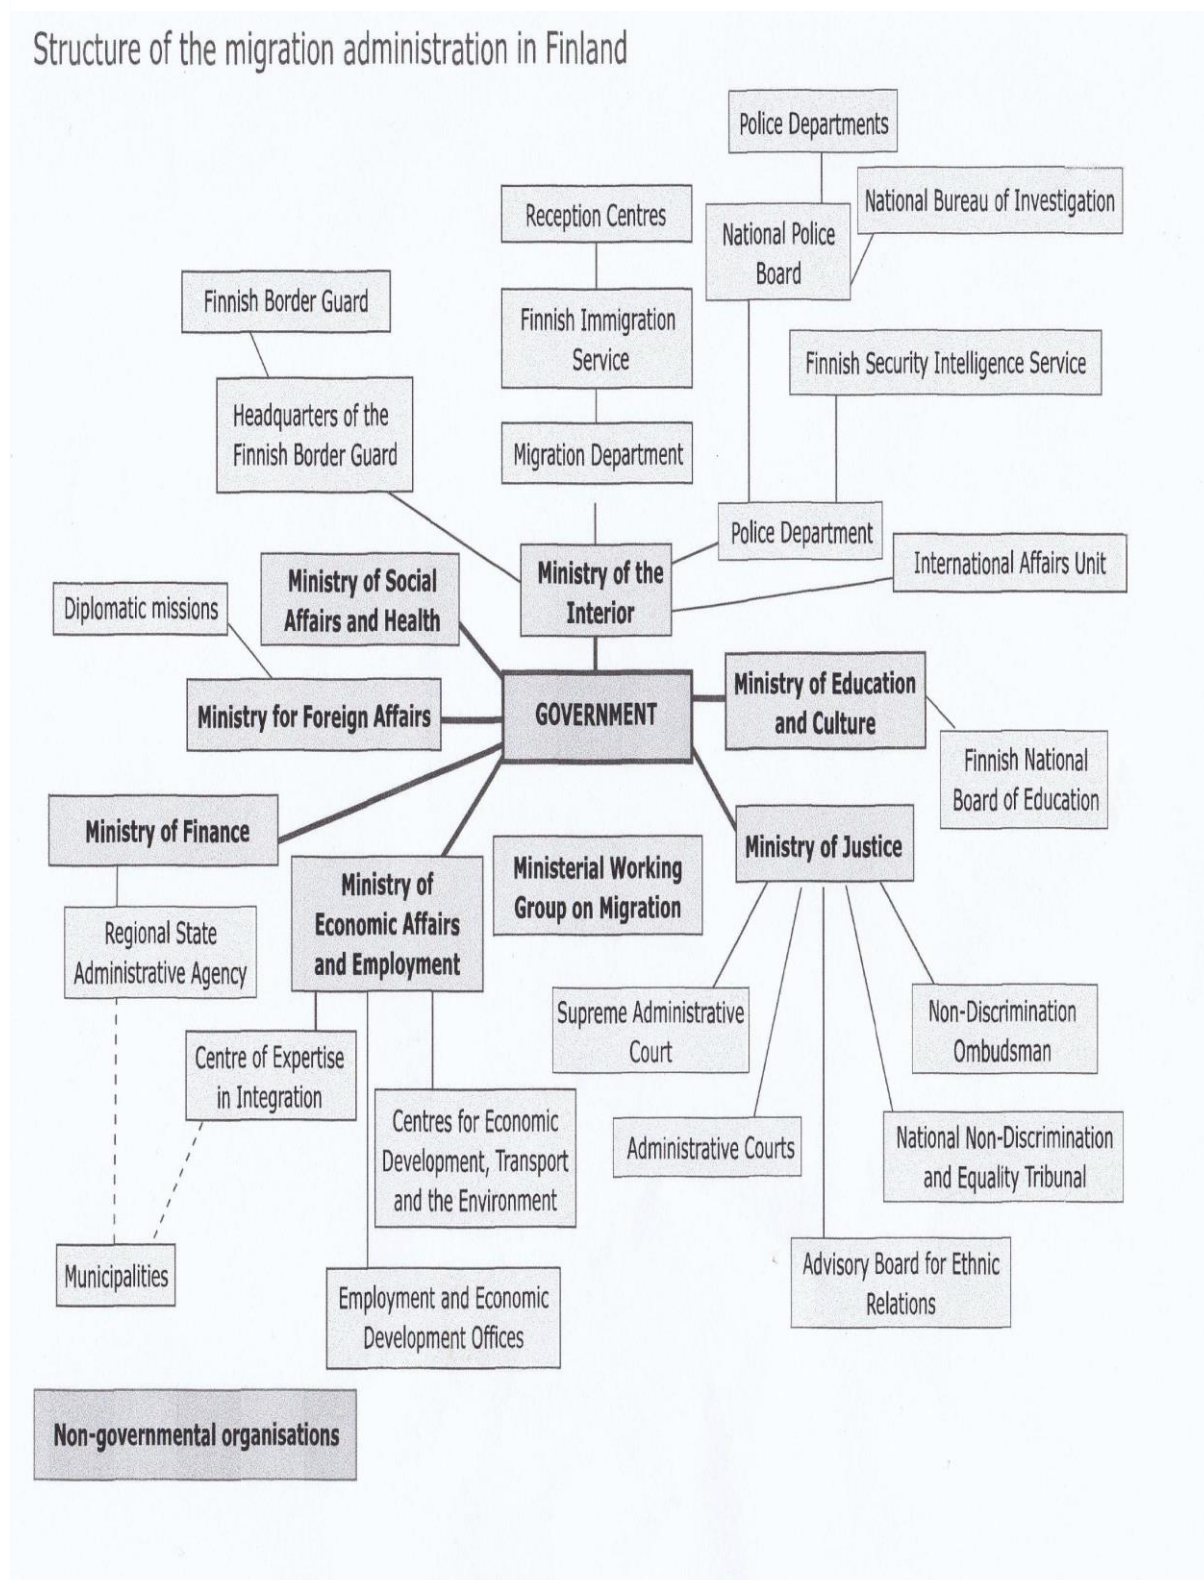 Structure of the migration administration in Finland
Police Departments
National Bureau of Investigation
Reception Centres
National Police
Board
Finnish Border Guard
Finnish Immigration
Service
Finnish Security Intelligence Service
Headquarters of the
Finnish Border Guard
Migration Department
Police Department
International Affairs Unit
Ministry of the
Interior
Ministry of Social
Affairs and Health
Diplomatic missions
Ministry for Foreign Affairs
GOVERNMENT
Ministry of Education
and Culture
Finnish National
Board of Education
Ministry of Finance
Ministry of Justice
Ministry of
Economic Affairs
and Employment
Ministerial Working
Group on Migration
Regional State
Administrative Agency
Supreme Administrative
Court
Non-Discrimination
Ombudsman
Centre of Expertise
in Integration
Centres for Economic
Development, Transport
and the Environment
Administrative Courts
National Non-Discrimination
and Equality Tribunal
Municipalities
Employment and Economic
Development Offices
Advisory Board for Ethnic
Relations
Non-governmental organisations